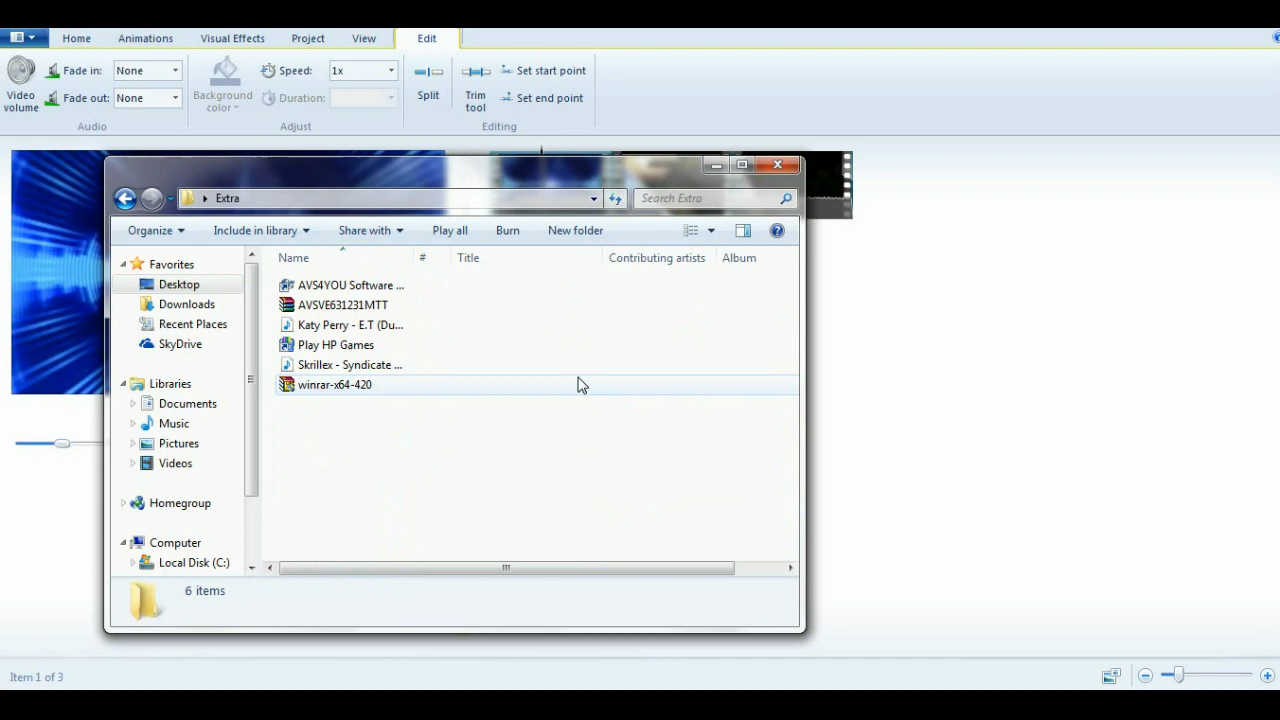 Home Animations Visual Effects Project View Edit
Video volume
Fade in: None
Fade out: None
Audio
Background color
Speed: 1x
Duration:
Adjust
Split
Trim tool
Set start point
Set end point
Editing
Extra
Search Extra
Organize Include in library Share with Play all Burn New folder
Name # Title Contributing artists Album
Favorites
Desktop
Downloads
Recent Places
SkyDrive
Libraries
Documents
Music
Pictures
Videos
Homegroup
Computer
Local Disk (C:)
AVS4YOU Software ...
AVSVE631231MTT
Katy Perry - E.T (Du...
Play HP Games
Skrillex - Syndicate ...
winrar-x64-420
6 items
Item 1 of 3